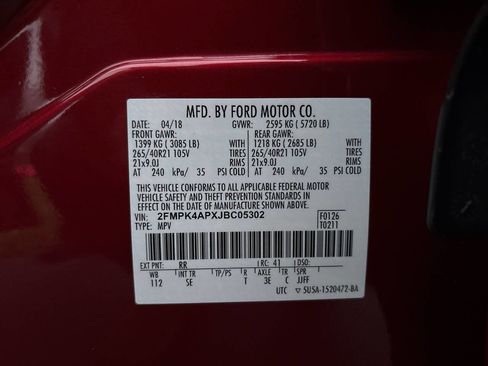 MFD. BY FORD MOTOR CO.
DATE: 04/18 GVWR: 2595 KG ( 5720 LB)
FRONT GAWR: REAR GAWR:
1399 KG ( 3085 LB) WITH 1218 KG ( 2685 LB) WITH
265/40R21 105V TIRES 265/40R21 105V TIRES
21x9.0J RIMS 21x9.0J RIMS
AT 240 kPa/ 35 PSI COLD AT 240 kPa/ 35 PSI COLD
THIS VEHICLE CONFORMS TO ALL APPLICABLE FEDERAL MOTOR
VEHICLE SAFETY AND THEFT PREVENTION STANDARDS IN EFFECT ON
THE DATE OF MANUFACTURE SHOWN ABOVE.
VIN: 2FMPK4APXJBC05302 F0126
TYPE: MPV T0211
EXT PNT: RR RC: 41 DSO:
WB INT TR TP/PS R AXLE TR SPR
112 SE T 3E C JJFF
UTC ▽ 5U5A-1520472-BA